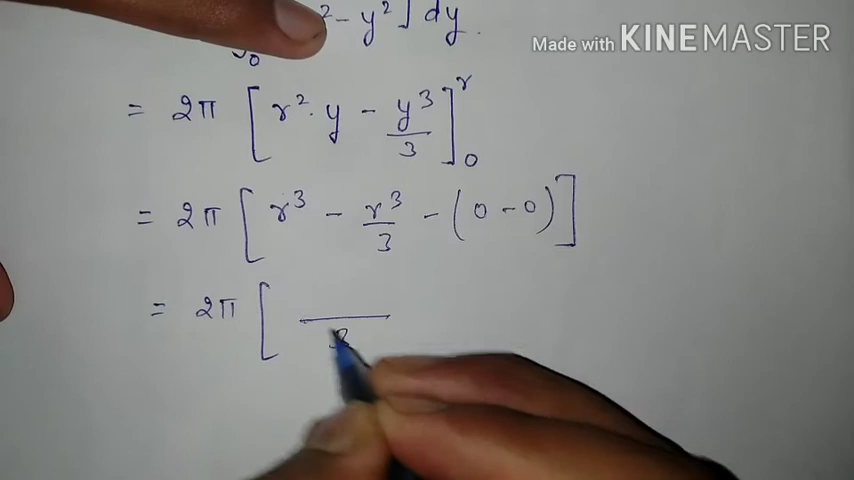 ² - y² ] dy.
0
Made with KINEMASTER
= 2π [ r² · y - y³/3 ]₀ʳ
= 2π [ r³ - r³/3 - (0 - 0) ]
= 2π [ /3